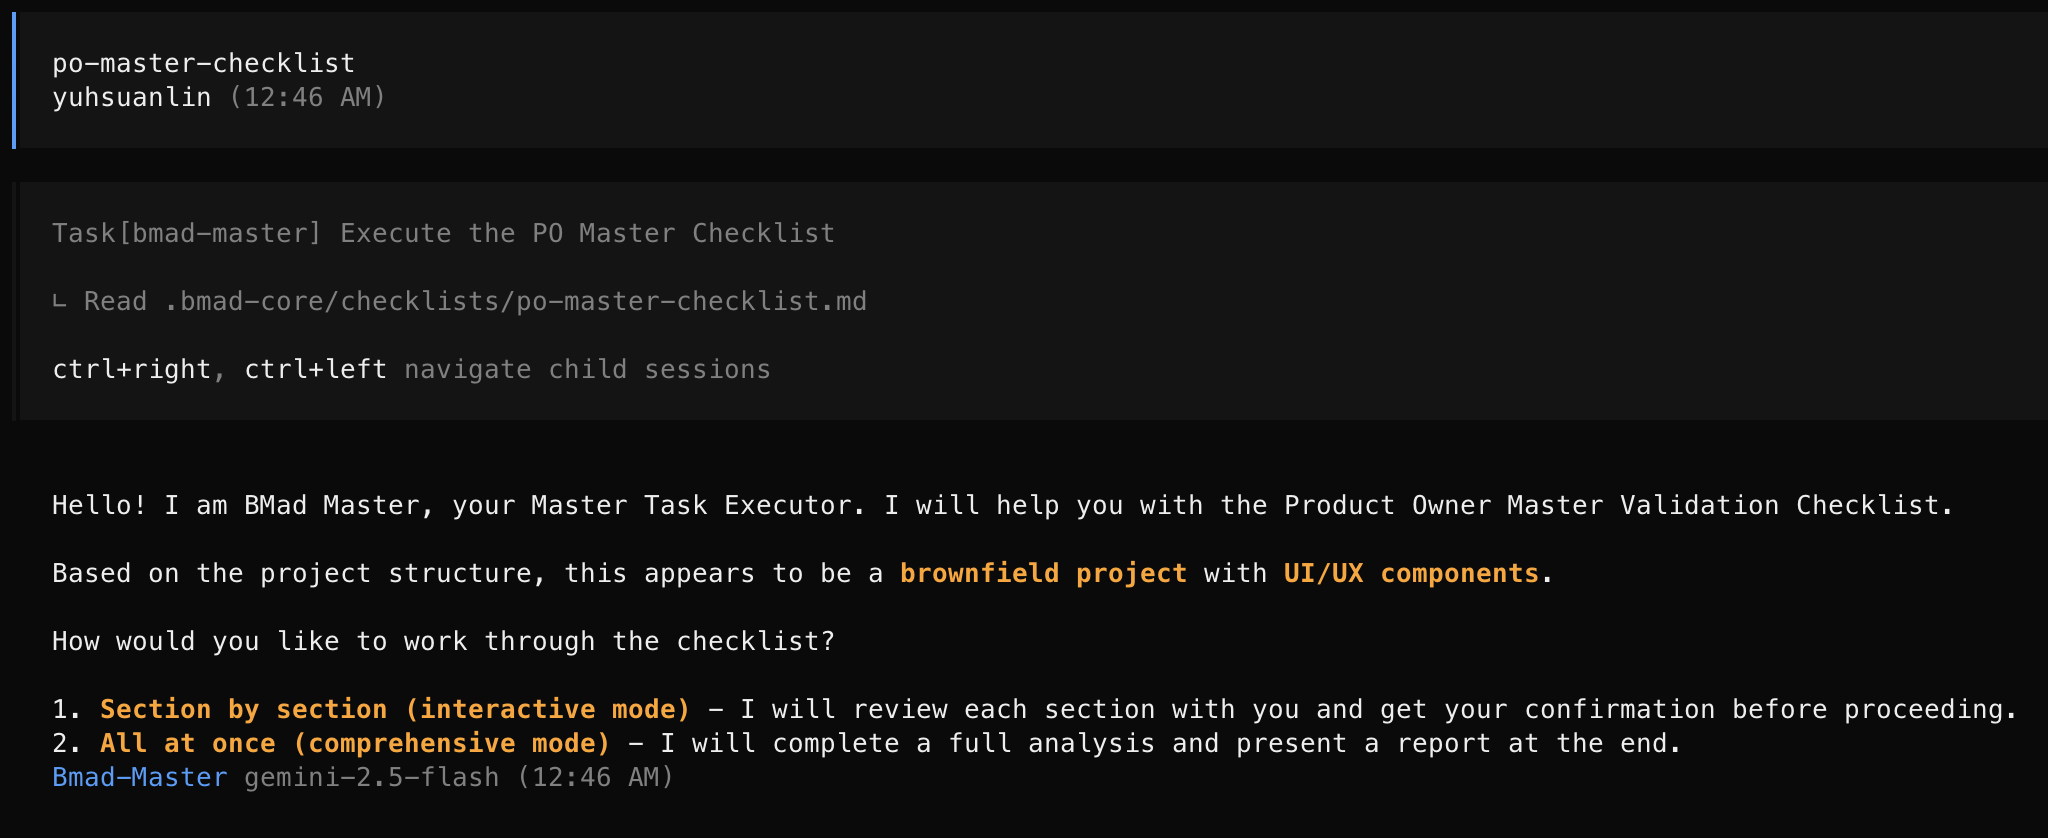 po-master-checklist
yuhsuanlin (12:46 AM)
Task[bmad-master] Execute the PO Master Checklist
∟ Read .bmad-core/checklists/po-master-checklist.md
ctrl+right, ctrl+left navigate child sessions
Hello! I am BMad Master, your Master Task Executor. I will help you with the Product Owner Master Validation Checklist.
Based on the project structure, this appears to be a brownfield project with UI/UX components.
How would you like to work through the checklist?
1. Section by section (interactive mode) - I will review each section with you and get your confirmation before proceeding.
2. All at once (comprehensive mode) - I will complete a full analysis and present a report at the end.
Bmad-Master gemini-2.5-flash (12:46 AM)